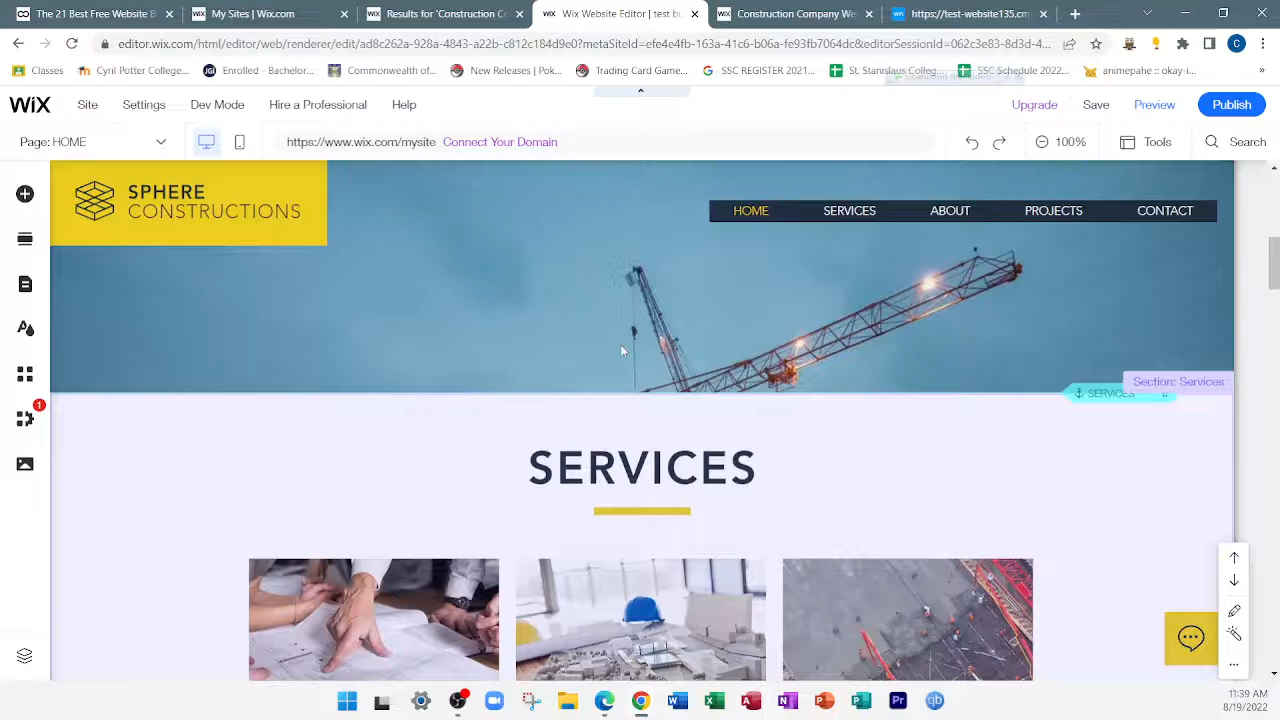 The 21 Best Free Con
My Sites | Wix.com
Results for 'Construction C
Wix Website Editor | test bu
Construction Company We
https://test-website135.com
editor.wix.com/html/editor/web/renderer/edit/ad8c262a-928a-4843-a22b-c812c184d9e0?metaSiteId=efe4e4fb-163a-41c6-b06a-fe93fb7064dc&editorSessionId=062c3e83-8d3d-4...
C
Classes
Cyril Potter College...
Enrolled - Bachelor...
Commonwealth of...
New Releases | Pok...
Trading Card Game...
SSC REGISTER 2021...
St. Stanislaus Colleg...
SSC Schedule 2022...
animepahe :: okay-i...
WiX
Site
Settings
Dev Mode
Hire a Professional
Help
Upgrade
Save
Preview
Publish
Page: HOME
https://www.wix.com/mysite
Connect Your Domain
100%
Tools
Search
SPHERE
CONSTRUCTIONS
HOME
SERVICES
ABOUT
PROJECTS
CONTACT
Section: Services
SERVICES
1
SERVICES
11:39 AM
8/19/2022